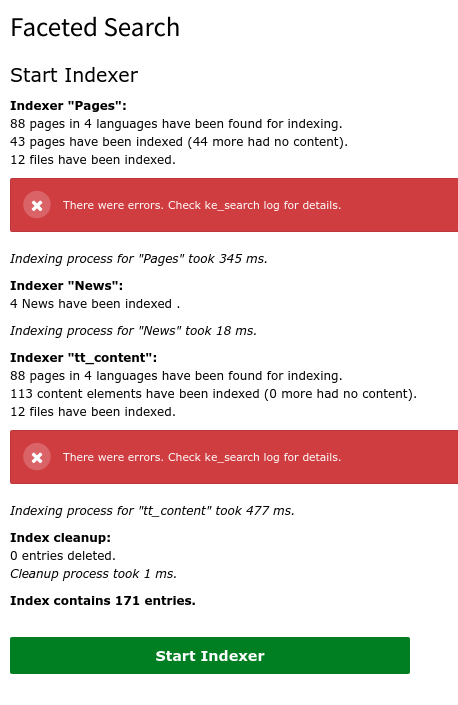 Faceted Search
Start Indexer
Indexer "Pages":
88 pages in 4 languages have been found for indexing.
43 pages have been indexed (44 more had no content).
12 files have been indexed.
There were errors. Check ke_search log for details.
Indexing process for "Pages" took 345 ms.
Indexer "News":
4 News have been indexed .
Indexing process for "News" took 18 ms.
Indexer "tt_content":
88 pages in 4 languages have been found for indexing.
113 content elements have been indexed (0 more had no content).
12 files have been indexed.
There were errors. Check ke_search log for details.
Indexing process for "tt_content" took 477 ms.
Index cleanup:
0 entries deleted.
Cleanup process took 1 ms.
Index contains 171 entries.
Start Indexer